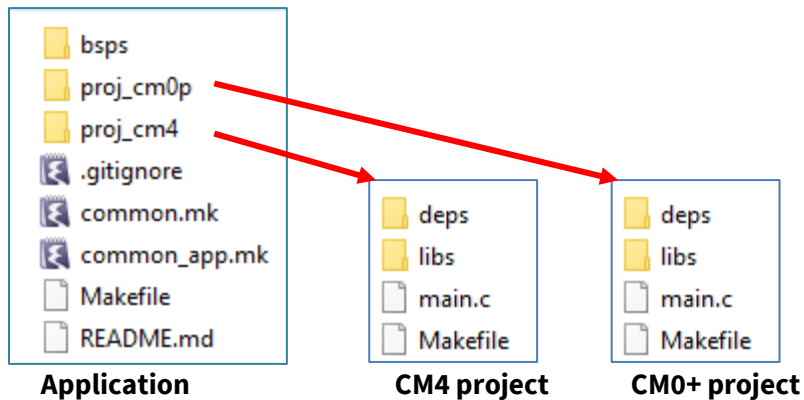 bsps
proj_cm0p
proj_cm4
.gitignore
common.mk
common_app.mk
Makefile
README.md
Application
deps
libs
main.c
Makefile
CM4 project
deps
libs
main.c
Makefile
CM0+ project